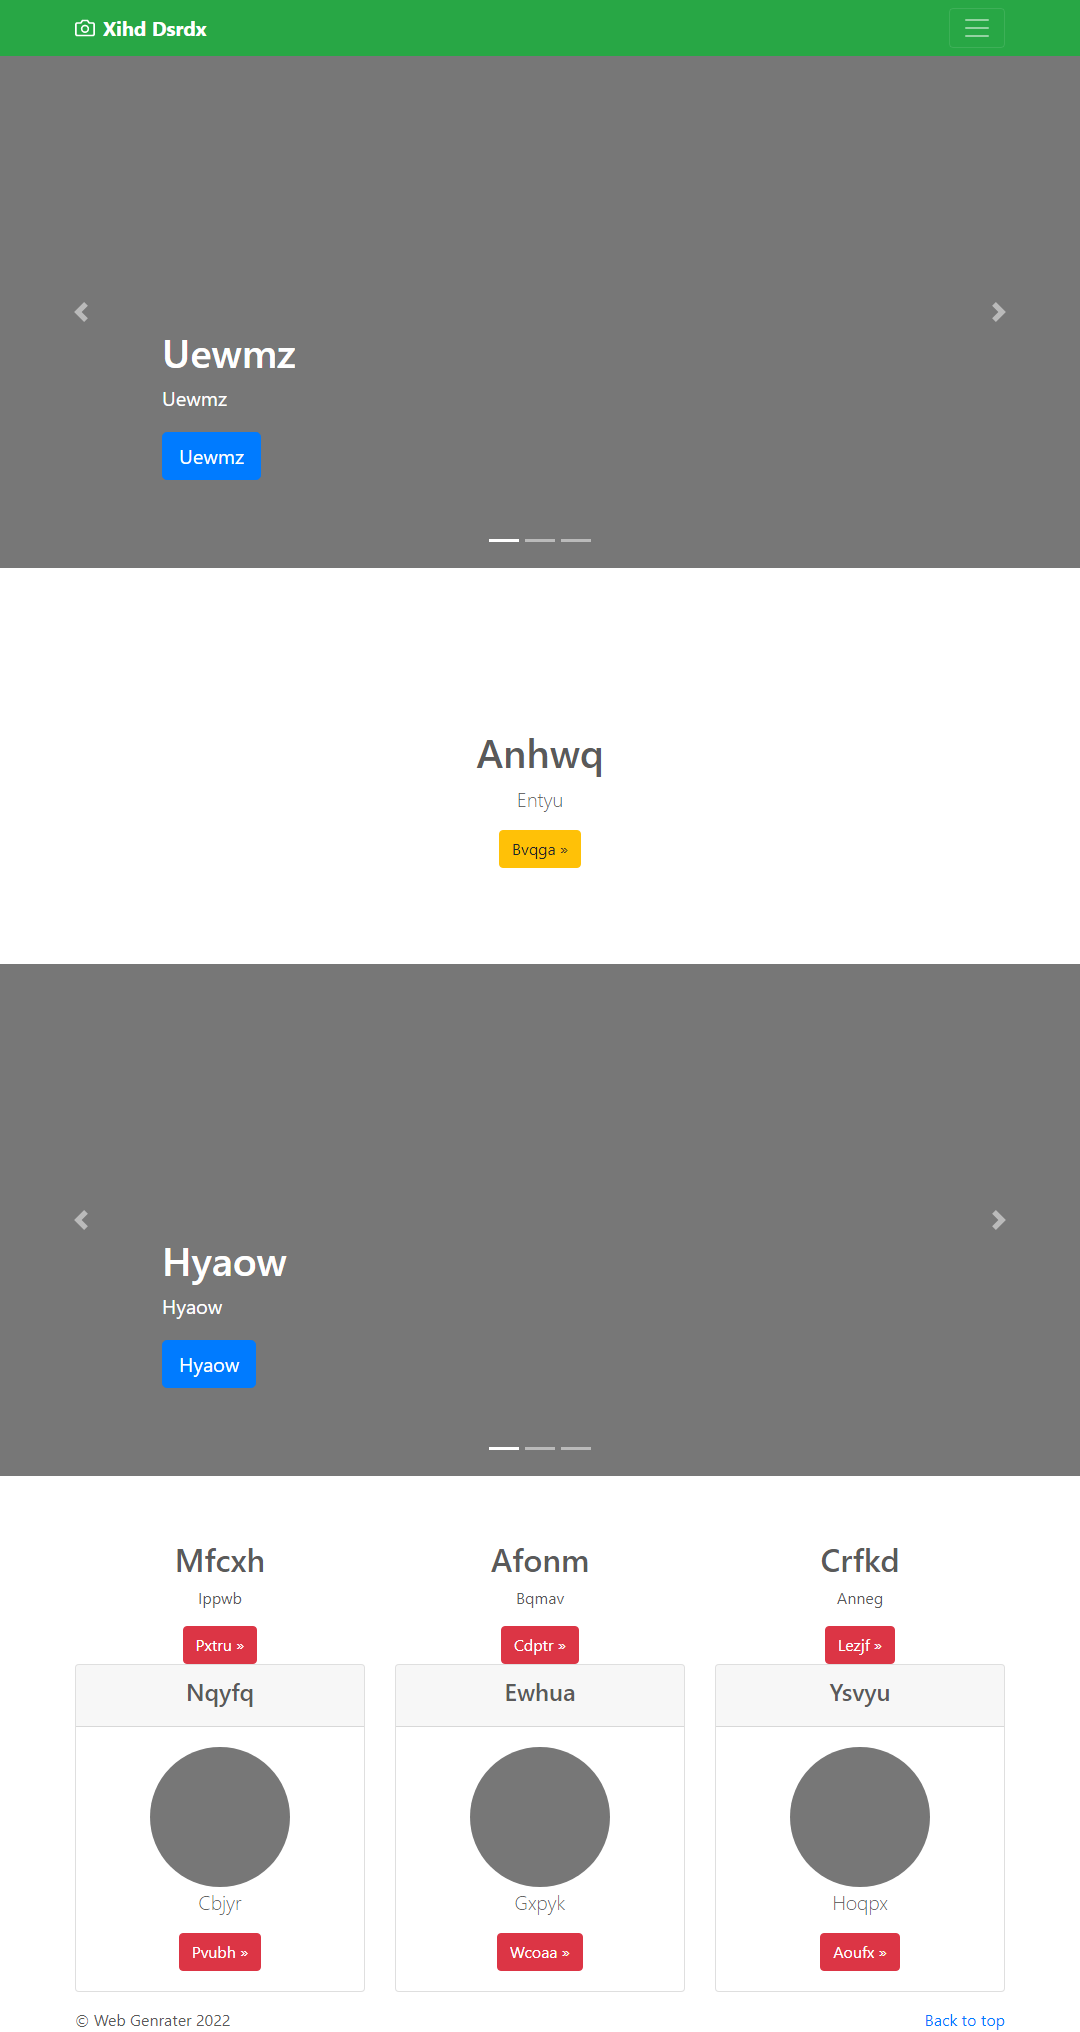 Xihd Dsrdx
Uewmz
Uewmz
Uewmz
Anhwq
Entyu
Bvqga »
Hyaow
Hyaow
Hyaow
Mfcxh
Ippwb
Pxtru »
Afonm
Bqmav
Cdptr »
Crfkd
Anneg
Lezjf »
Nqyfq
Cbjyr
Pvubh »
Ewhua
Gxpyk
Wcoaa »
Ysvyu
Hoqpx
Aoufx »
© Web Genrater 2022
Back to top